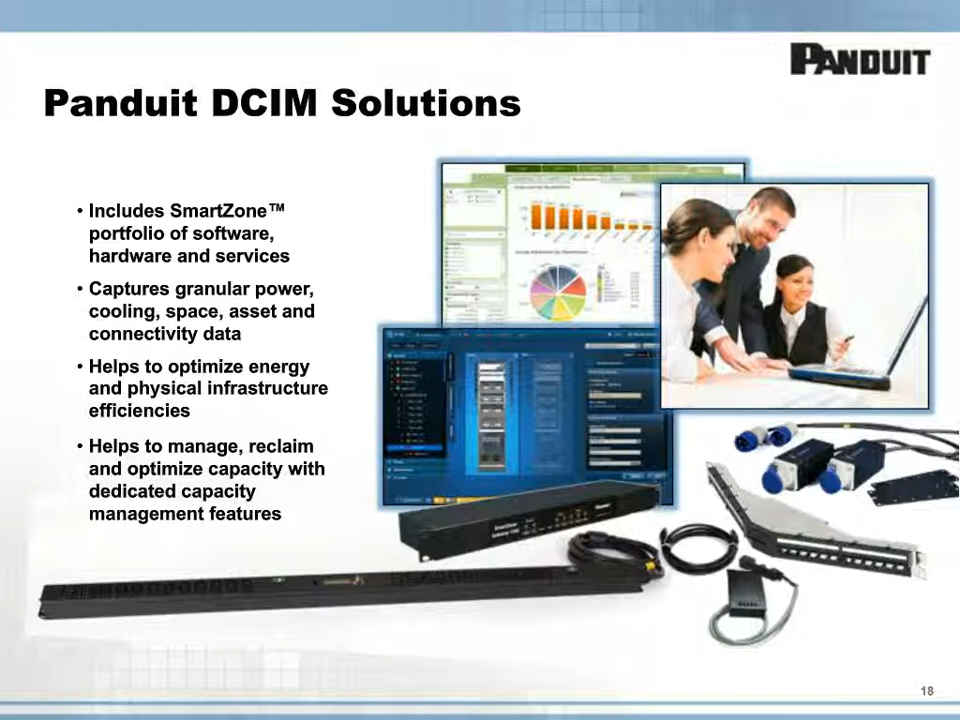 PANDUIT
Panduit DCIM Solutions
• Includes SmartZone™
portfolio of software,
hardware and services
• Captures granular power,
cooling, space, asset and
connectivity data
• Helps to optimize energy
and physical infrastructure
efficiencies
• Helps to manage, reclaim
and optimize capacity with
dedicated capacity
management features
18